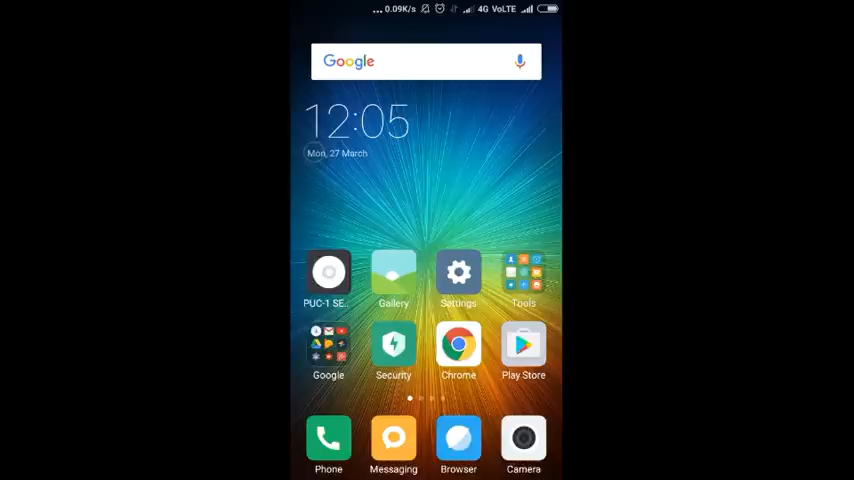 ... 0.09K/s 4G VoLTE
Google
12:05
Mon, 27 March
PUC-1 SE.. Gallery Settings Tools
Google Security Chrome Play Store
Phone Messaging Browser Camera